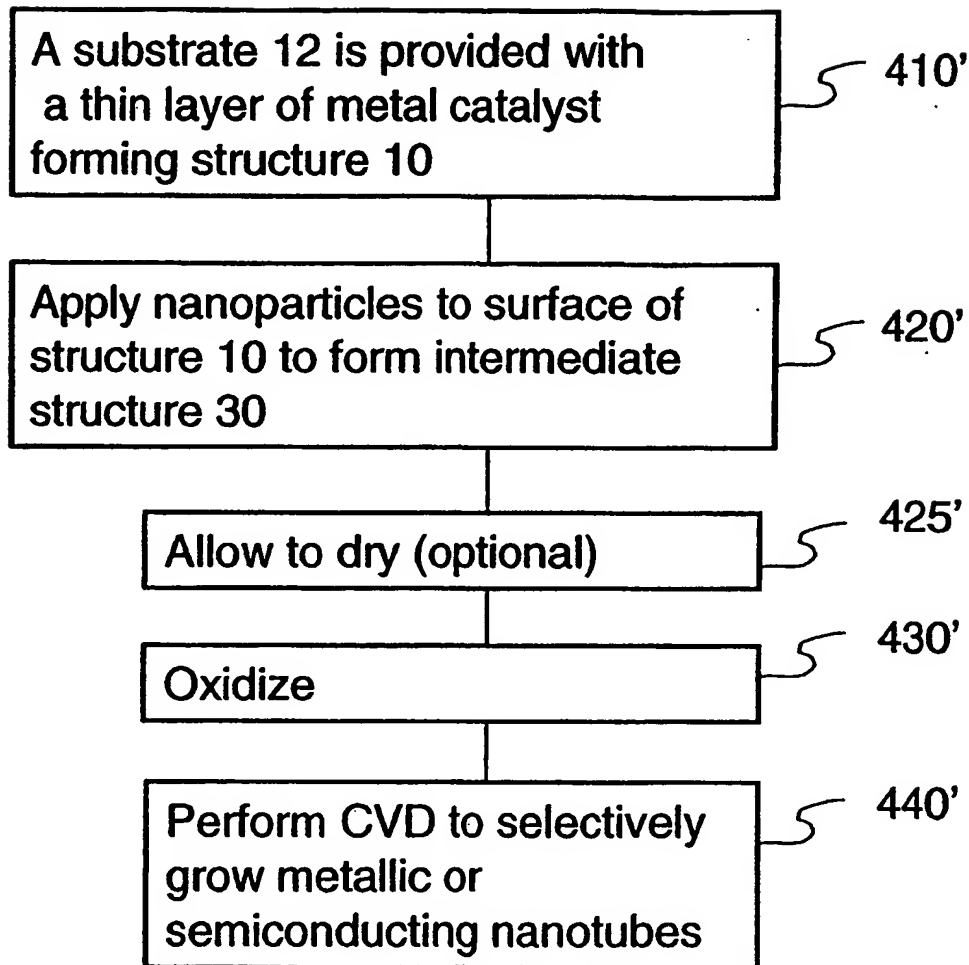 A substrate 12 is provided with
a thin layer of metal catalyst
forming structure 10
410'
Apply nanoparticles to surface of
structure 10 to form intermediate
structure 30
420'
Allow to dry (optional)
425'
Oxidize
430'
Perform CVD to selectively
grow metallic or
semiconducting nanotubes
440'